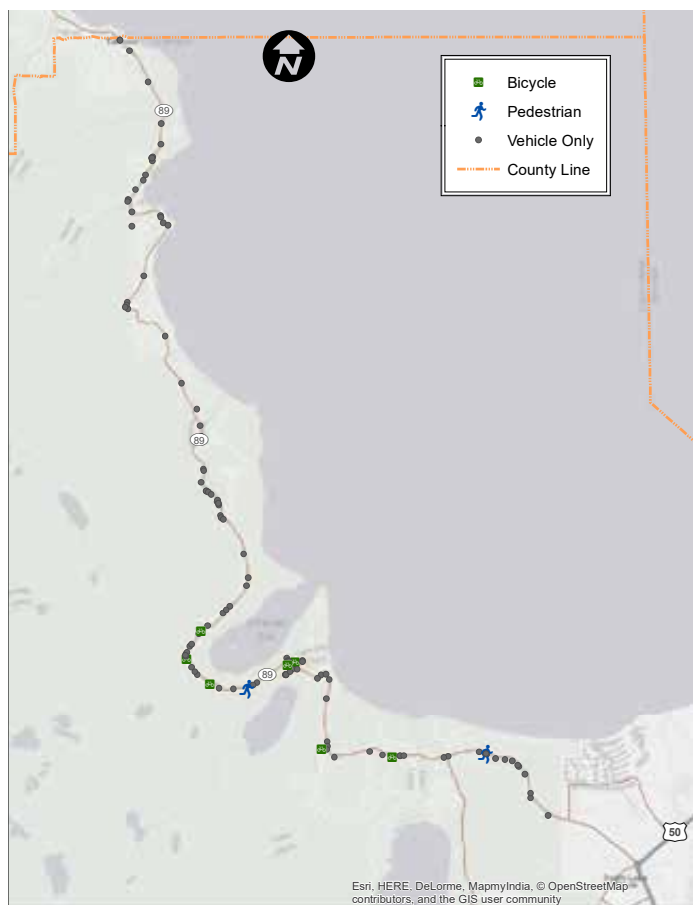 N
Bicycle
Pedestrian
Vehicle Only
County Line
89
89
89
50
Esri, HERE, DeLorme, MapmyIndia, © OpenStreetMap
contributors, and the GIS user community